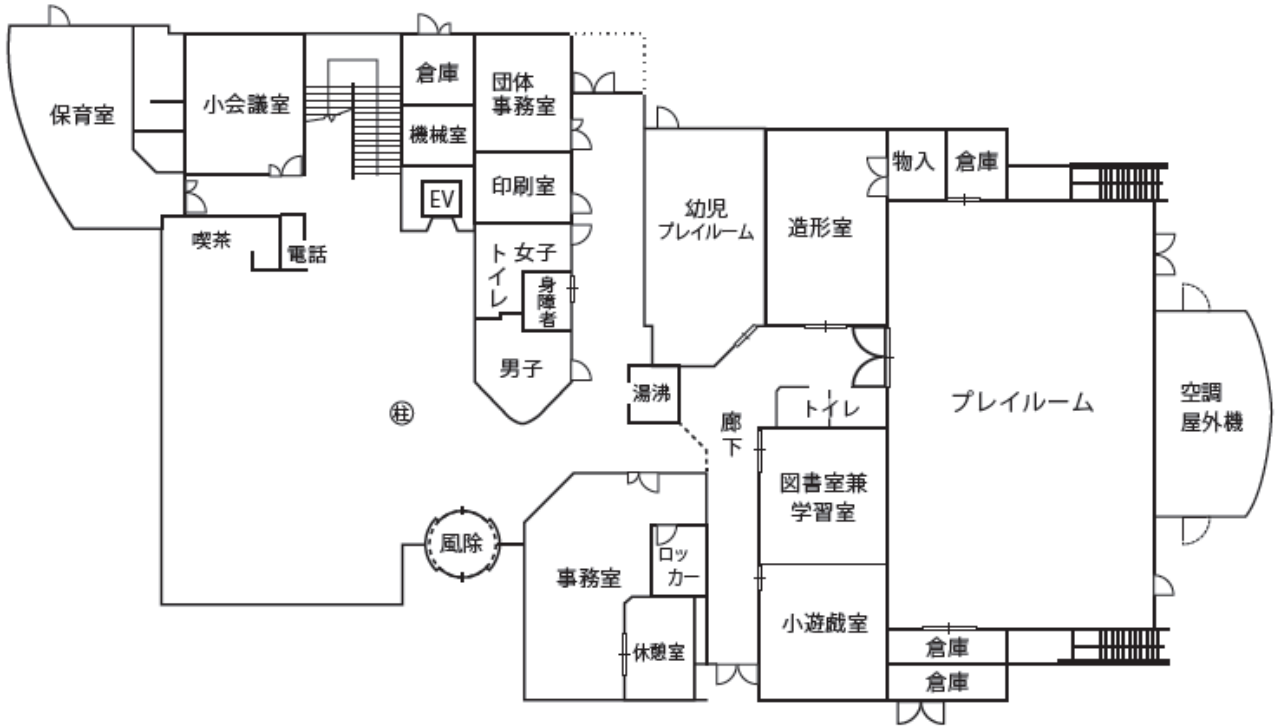 保育室
小会議室
倉庫
機械室
EV
団体
事務室
印刷室
女子
トイレ
身障者
男子
喫茶
電話
柱
風除
湯沸
廊下
幼児
プレイルーム
造形室
物入
倉庫
トイレ
プレイルーム
空調
屋外機
図書室兼
学習室
小遊戯室
事務室
ロッ
カー
休憩室
倉庫
倉庫